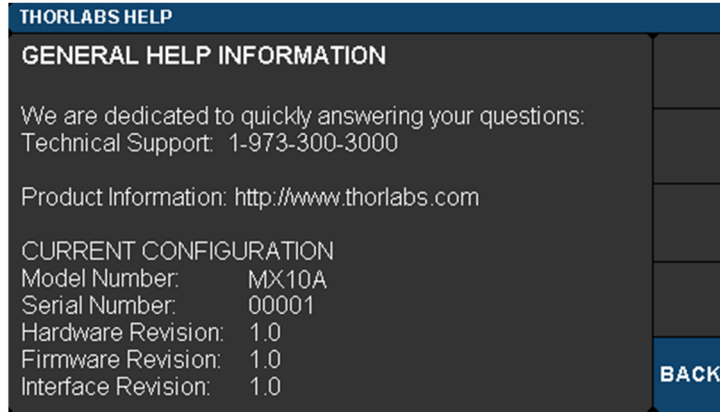 THORLABS HELP
GENERAL HELP INFORMATION
We are dedicated to quickly answering your questions:
Technical Support: 1-973-300-3000
Product Information: http://www.thorlabs.com
CURRENT CONFIGURATION
Model Number: MX10A
Serial Number: 00001
Hardware Revision: 1.0
Firmware Revision: 1.0
Interface Revision: 1.0
BACK